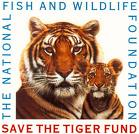 THE NATIONAL
FISH AND WILDLIFE
FOUNDATION
SAVE THE TIGER FUND